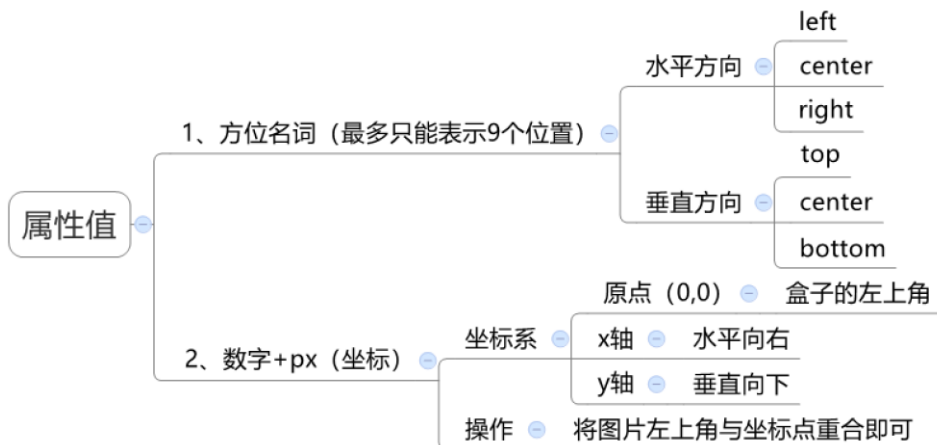 属性值
1、方位名词（最多只能表示9个位置）
水平方向
left
center
right
垂直方向
top
center
bottom
2、数字+px（坐标）
坐标系
原点（0,0）
盒子的左上角
x轴
水平向右
y轴
垂直向下
操作
将图片左上角与坐标点重合即可